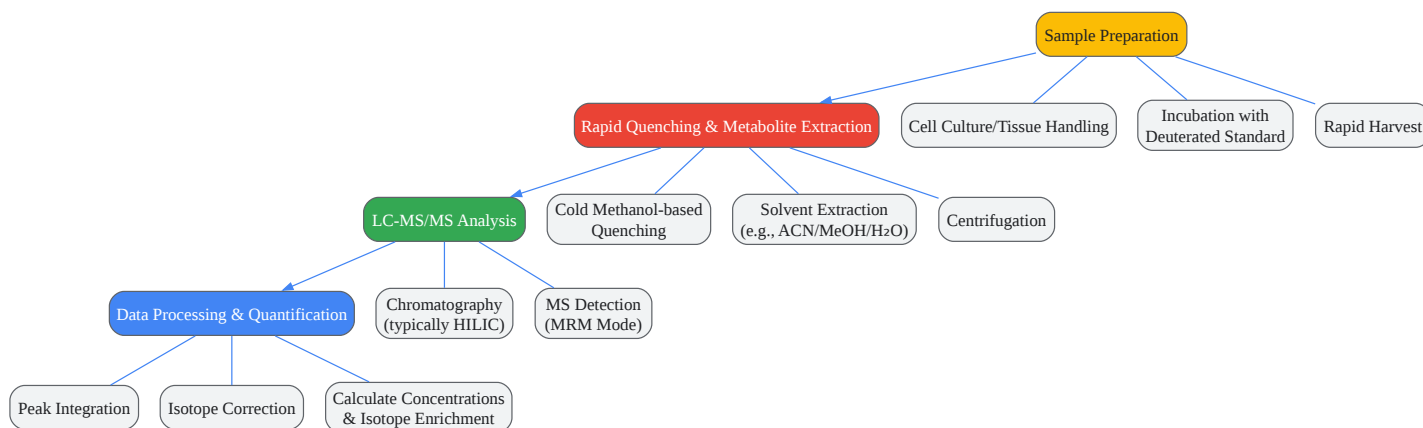 Sample Preparation
Rapid Quenching & Metabolite Extraction
Cell Culture/Tissue Handling
Incubation with
Deuterated Standard
Rapid Harvest
LC-MS/MS Analysis
Cold Methanol-based
Quenching
Solvent Extraction
(e.g., ACN/MeOH/H₂O)
Centrifugation
Data Processing & Quantification
Chromatography
(typically HILIC)
MS Detection
(MRM Mode)
Peak Integration
Isotope Correction
Calculate Concentrations
& Isotope Enrichment